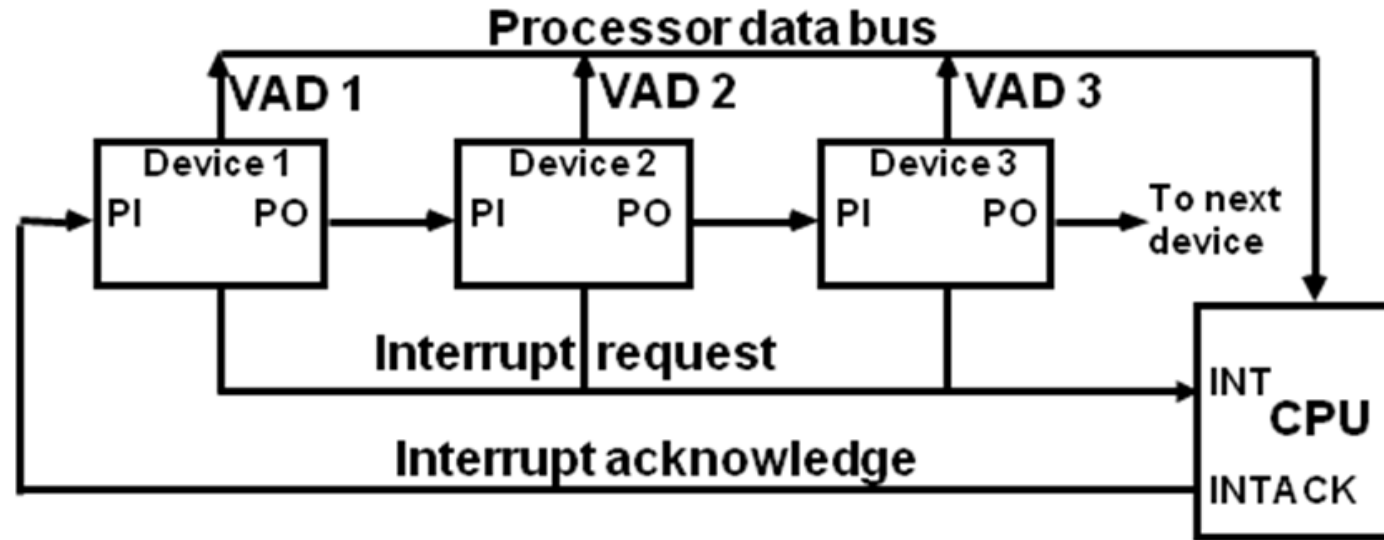 Processor data bus
VAD 1
VAD 2
VAD 3
Device 1
PI
PO
Device 2
PI
PO
Device 3
PI
PO
To next
device
Interrupt request
INT
CPU
Interrupt acknowledge
INTACK